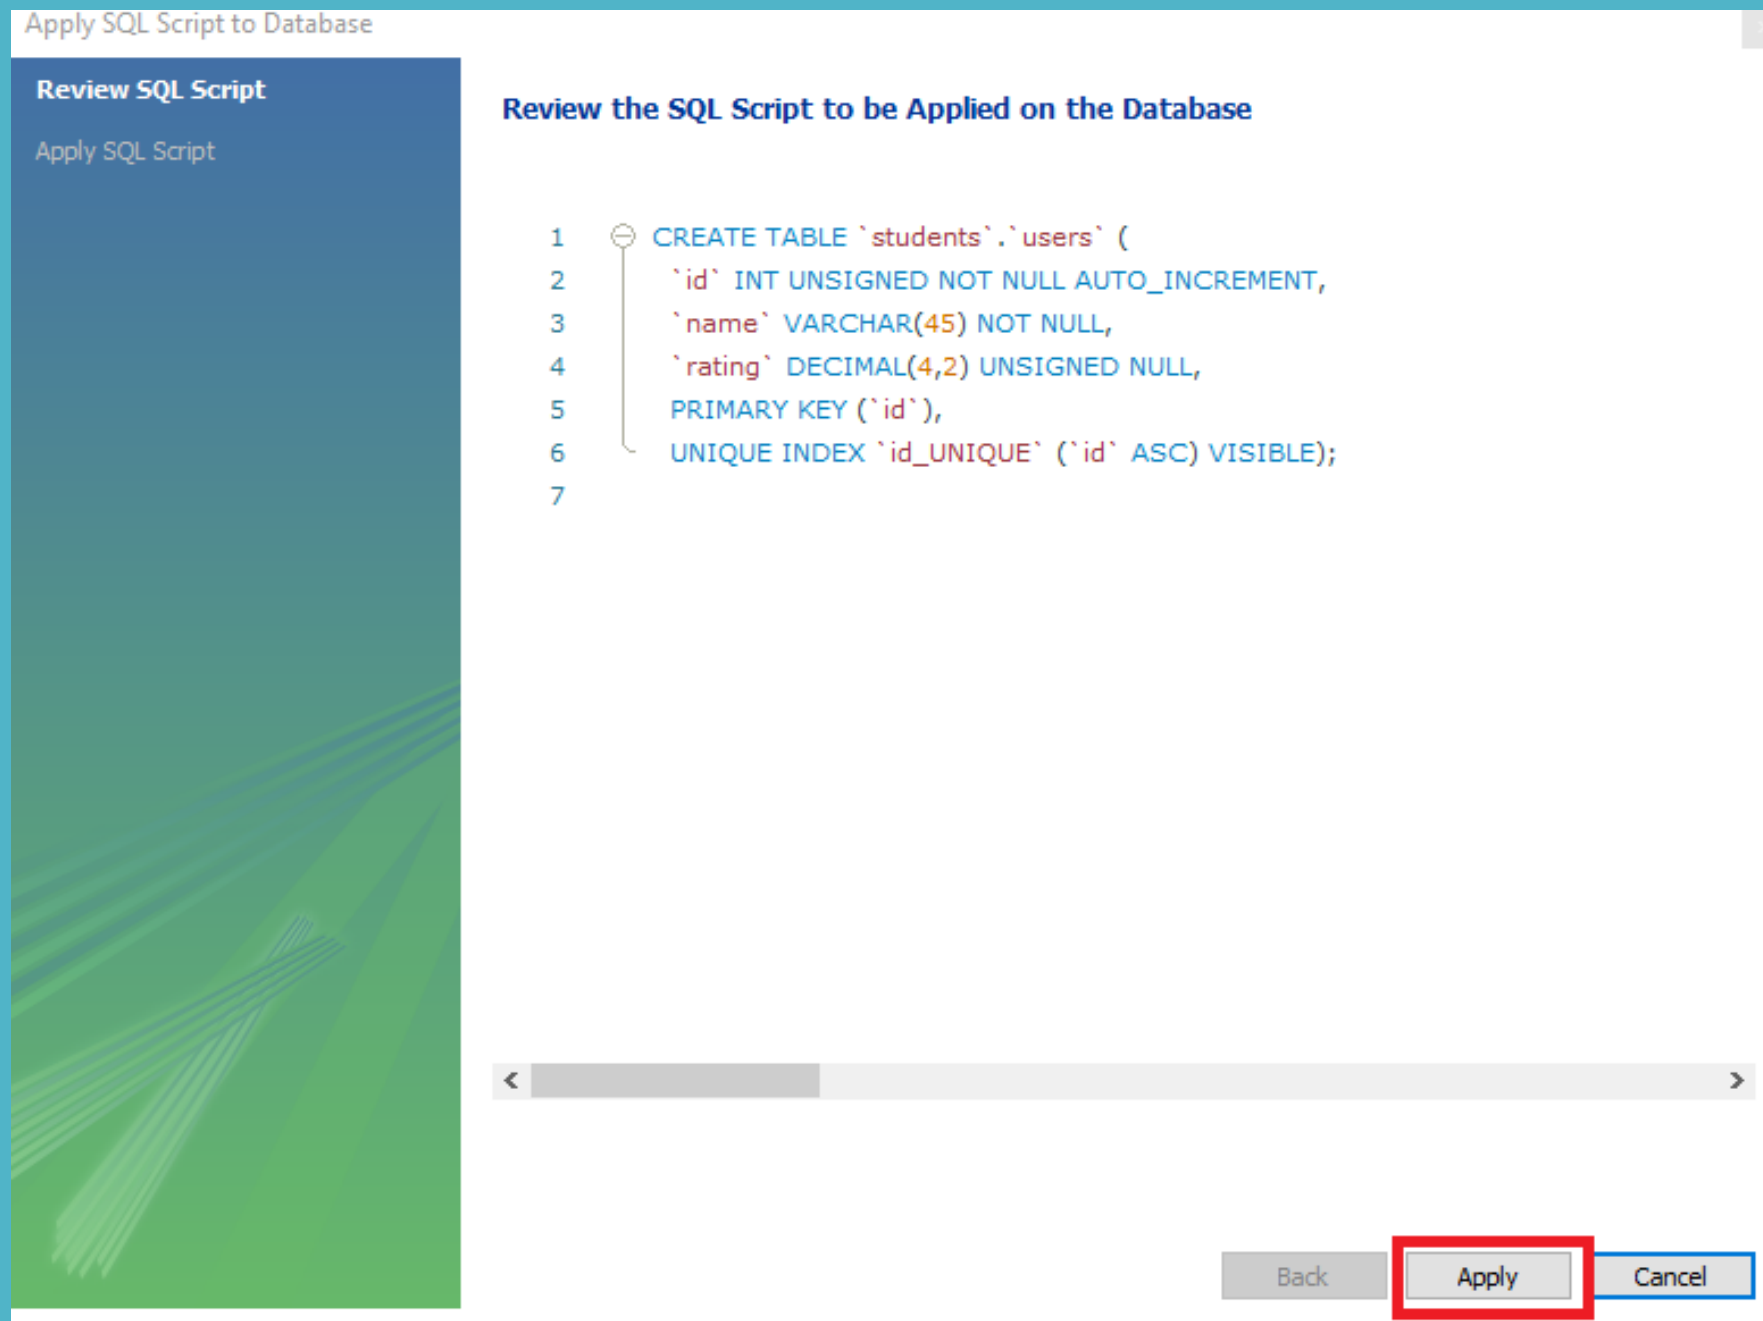 Apply SQL Script to Database
Review SQL Script
Apply SQL Script
Review the SQL Script to be Applied on the Database
1 CREATE TABLE `students`.`users` (
2 `id` INT UNSIGNED NOT NULL AUTO_INCREMENT,
3 `name` VARCHAR(45) NOT NULL,
4 `rating` DECIMAL(4,2) UNSIGNED NULL,
5 PRIMARY KEY (`id`),
6 UNIQUE INDEX `id_UNIQUE` (`id` ASC) VISIBLE);
7
Back Apply Cancel